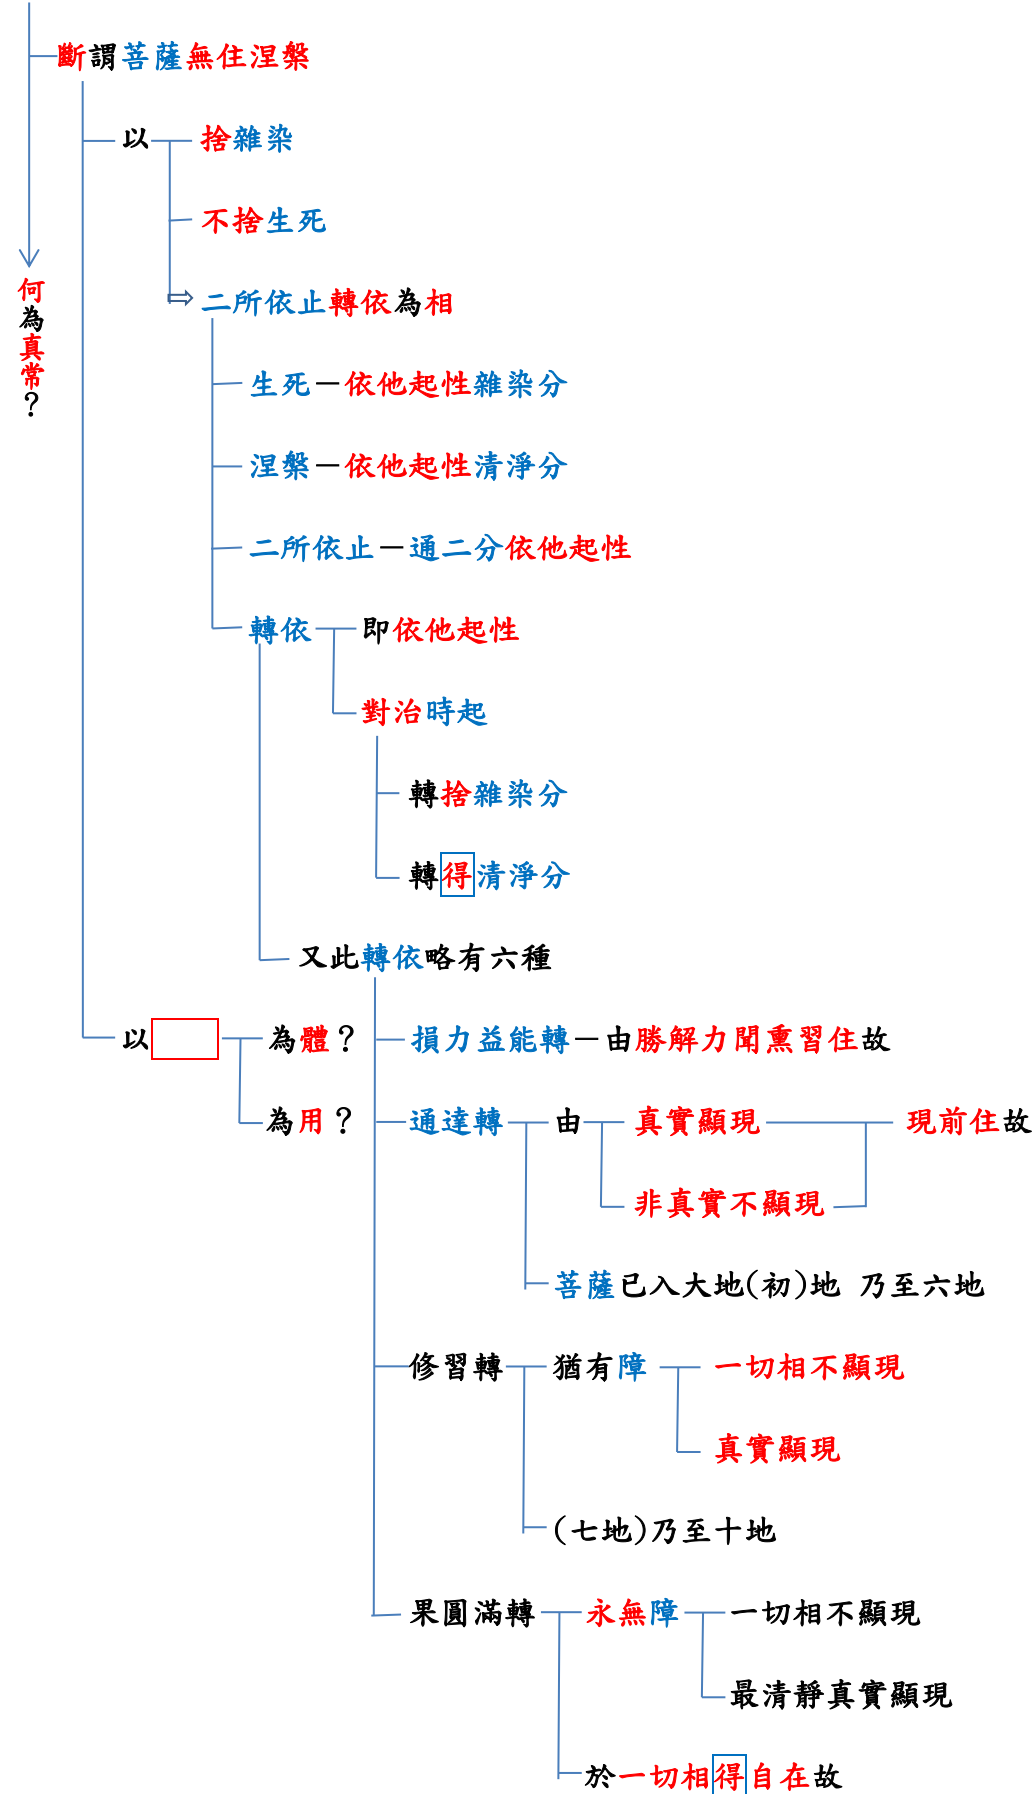 斷謂菩薩無住涅槃
以 捨雜染
不捨生死
二所依止轉依為相
何為真常？
生死－依他起性雜染分
涅槃－依他起性清淨分
二所依止－通二分依他起性
轉依 即依他起性
對治時起
轉捨雜染分
轉得清淨分
又此轉依略有六種
以 為體？ 損力益能轉－由勝解力聞熏習住故
為用？ 通達轉 由 真實顯現 現前住故
非真實不顯現
菩薩已入大地(初)地 乃至六地
修習轉 猶有障 一切相不顯現
真實顯現
(七地)乃至十地
果圓滿轉 永無障 一切相不顯現
最清靜真實顯現
於一切相得自在故